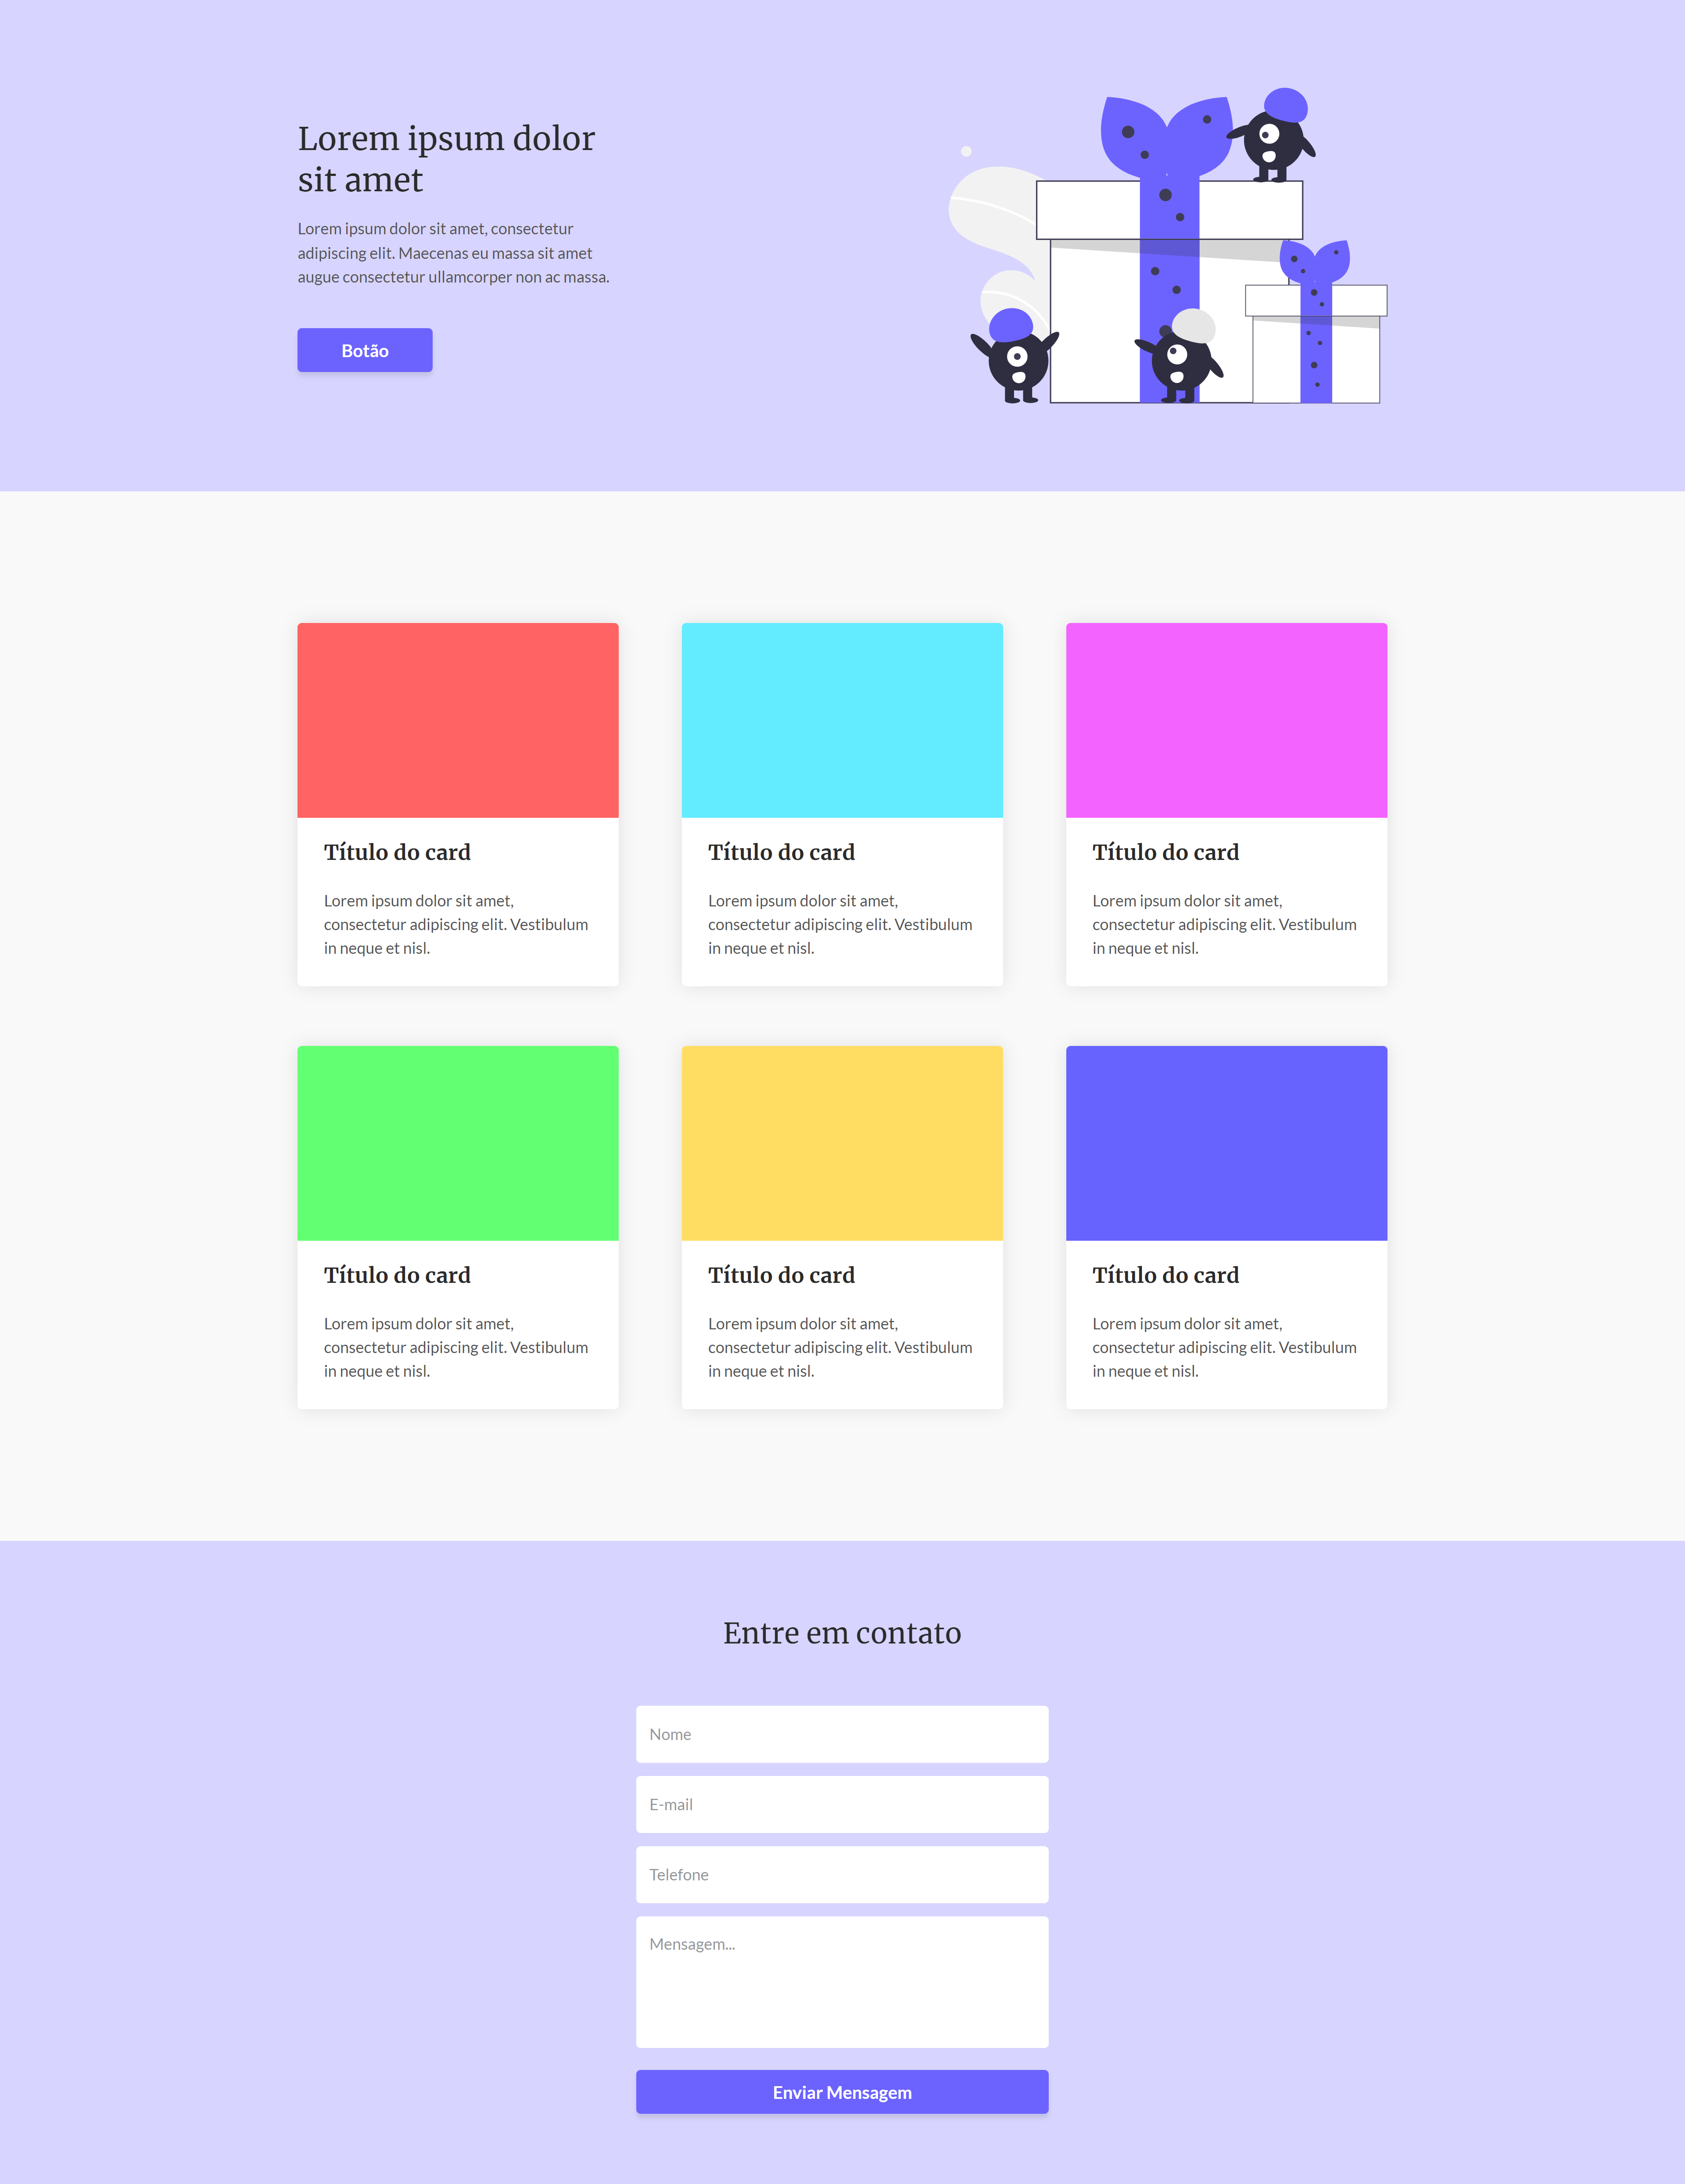 Lorem ipsum dolor
sit amet
Lorem ipsum dolor sit amet, consectetur
adipiscing elit. Maecenas eu massa sit amet
augue consectetur ullamcorper non ac massa.
Botão
Título do card
Lorem ipsum dolor sit amet,
consectetur adipiscing elit. Vestibulum
in neque et nisl.
Título do card
Lorem ipsum dolor sit amet,
consectetur adipiscing elit. Vestibulum
in neque et nisl.
Título do card
Lorem ipsum dolor sit amet,
consectetur adipiscing elit. Vestibulum
in neque et nisl.
Título do card
Lorem ipsum dolor sit amet,
consectetur adipiscing elit. Vestibulum
in neque et nisl.
Título do card
Lorem ipsum dolor sit amet,
consectetur adipiscing elit. Vestibulum
in neque et nisl.
Título do card
Lorem ipsum dolor sit amet,
consectetur adipiscing elit. Vestibulum
in neque et nisl.
Entre em contato
Nome
E-mail
Telefone
Mensagem...
Enviar Mensagem